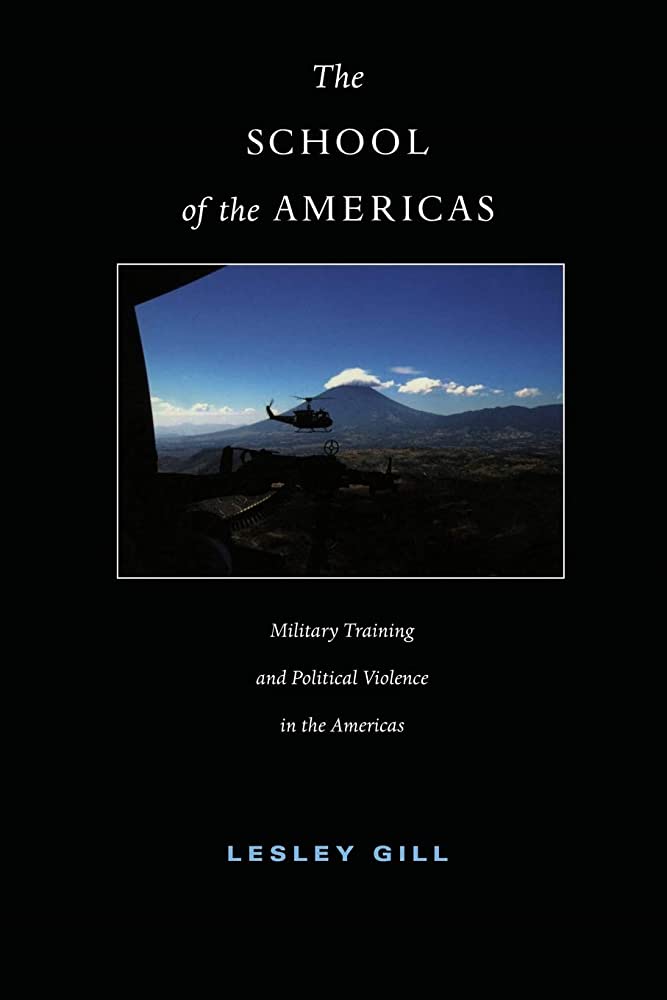 The
SCHOOL
of the AMERICAS
Military Training
and Political Violence
in the Americas
LESLEY GILL